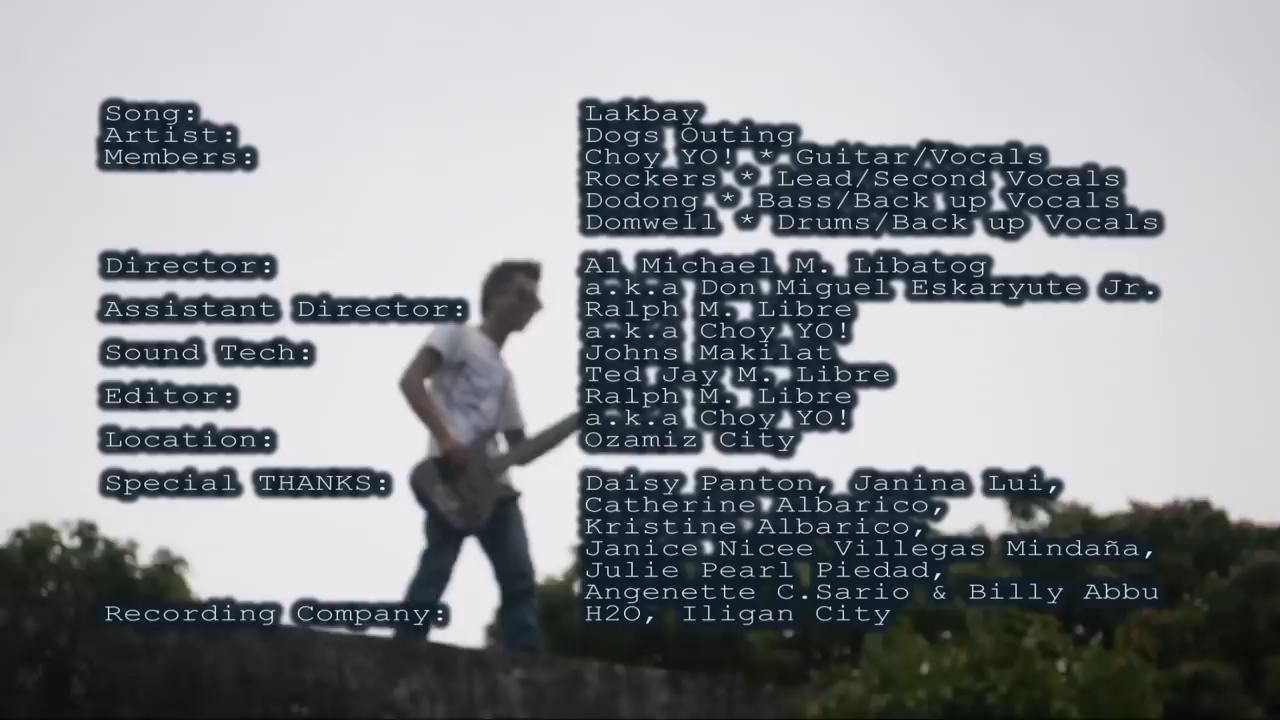 Song: Lakbay
Artist: Dogs Outing
Members: Choy YO! * Guitar/Vocals
Rockers * Lead/Second Vocals
Dodong * Bass/Back up Vocals
Domwell * Drums/Back up Vocals
Director: Al Michael M. Libatog
a.k.a Don Miguel Eskaryute Jr.
Assistant Director: Ralph M. Libre
a.k.a Choy YO!
Sound Tech: Johns Makilat
Ted Jay M. Libre
Editor: Ralph M. Libre
a.k.a Choy YO!
Location: Ozamiz City
Special THANKS: Daisy Panton, Janina Lui,
Catherine Albarico,
Kristine Albarico,
Janice Nicee Villegas Mindaña,
Julie Pearl Piedad,
Angenette C.Sario & Billy Abbu
Recording Company: H2O, Iligan City